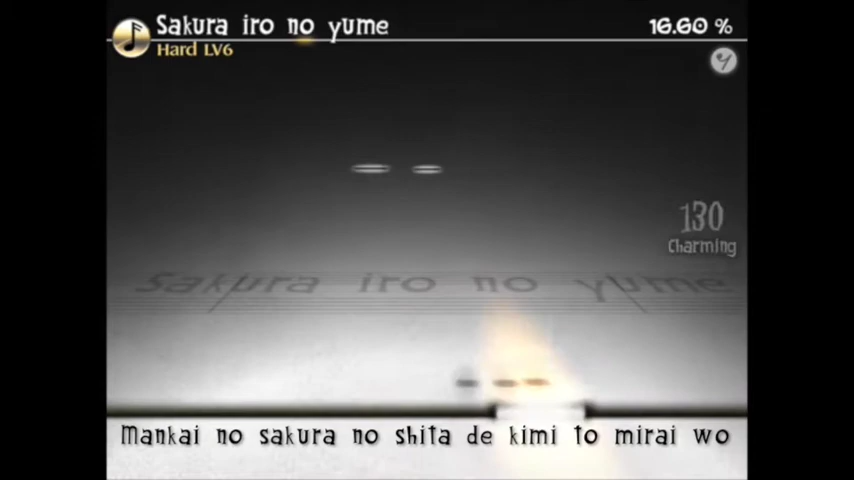 Sakura iro no yume
16.60 %
Hard LV6
130
Charming
Sakura iro no yume
Mankai no sakura no shita de kimi to mirai wo